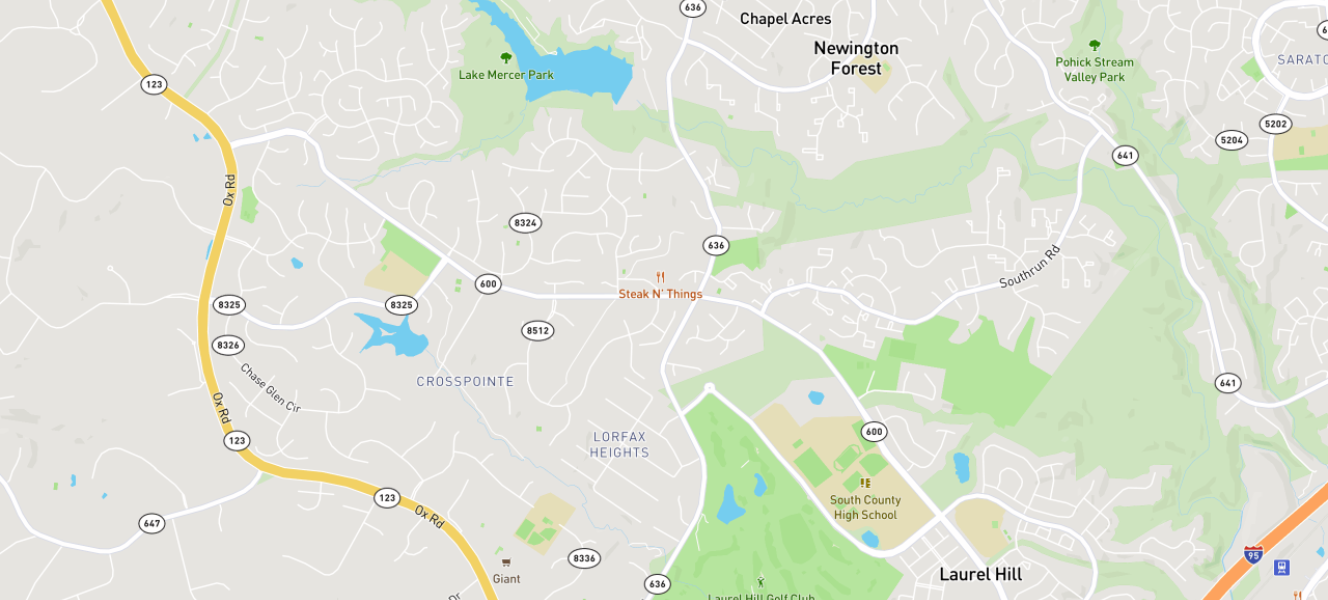 636
Chapel Acres
Newington
Forest
Pohick Stream
Valley Park
SARATO
6
Lake Mercer Park
123
5202
5204
641
Ox Rd
8324
636
Southrun Rd
600
Steak N' Things
8325
8325
8512
8326
Chase Glen Cir
CROSSPOINTE
641
Ox Rd
123
600
LORFAX
HEIGHTS
South County
High School
123
Ox Rd
647
8336
Giant
95
Laurel Hill
636
Laurel Hill Golf Club
Dr